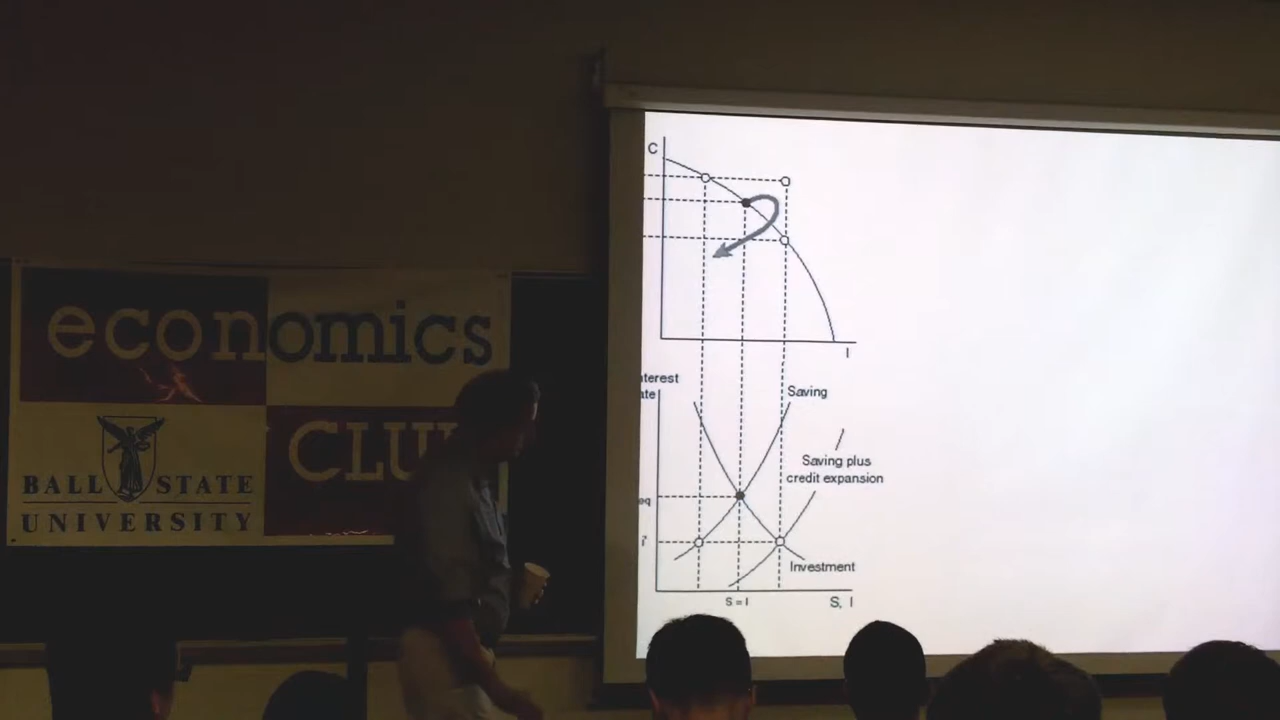 economics
CLU
BALL STATE
UNIVERSITY
C
I
nterest
ate
Saving
Saving plus
credit expansion
eq
i'
Investment
S = I
S, I